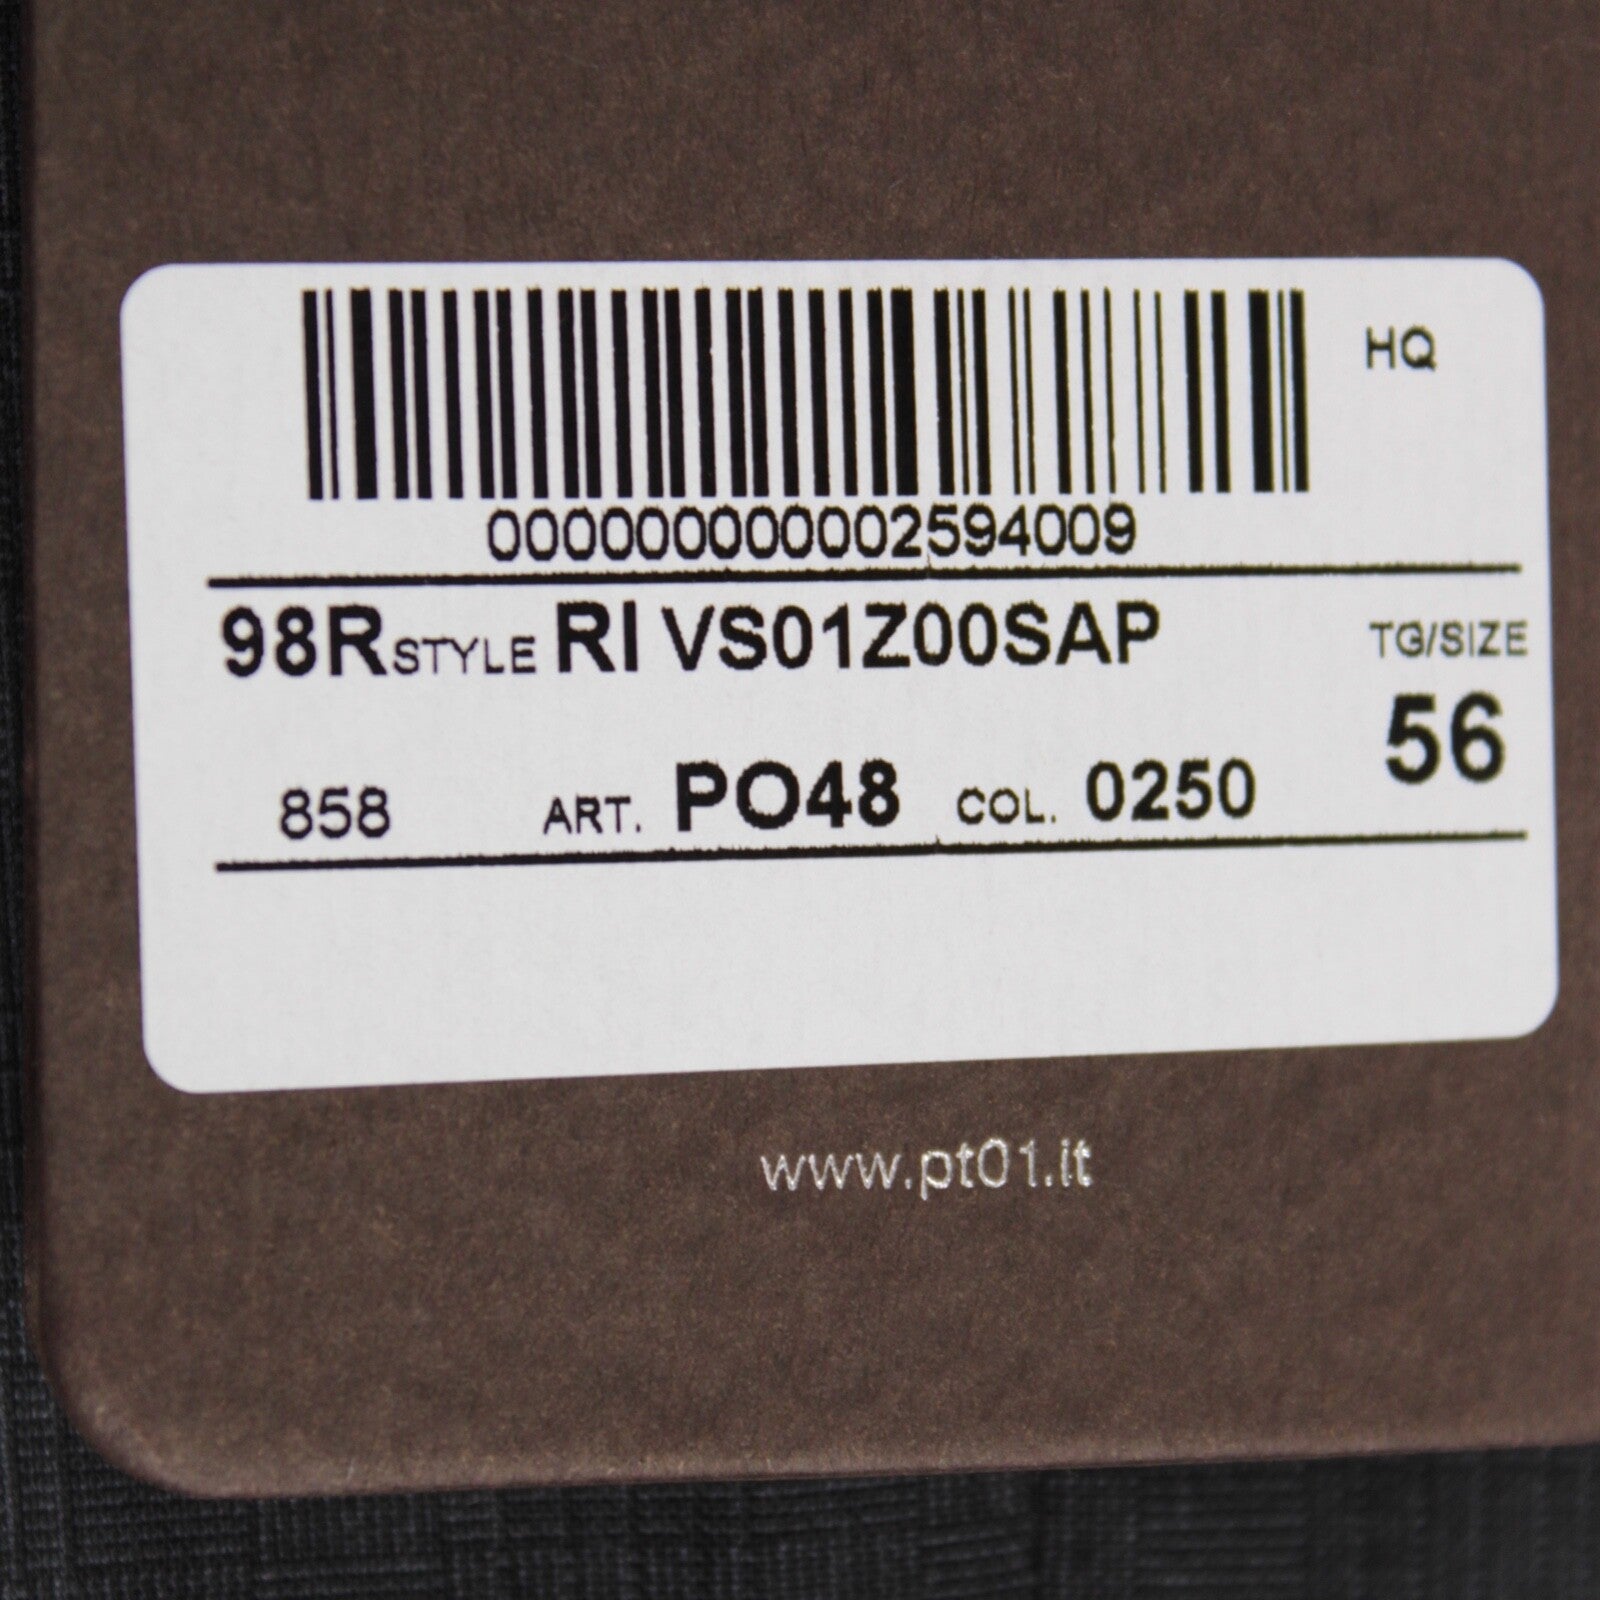 HQ
000000000002594009
98R STYLE RI VS01Z00SAP TG/SIZE
56
858 ART. PO48 COL. 0250
www.pt01.it